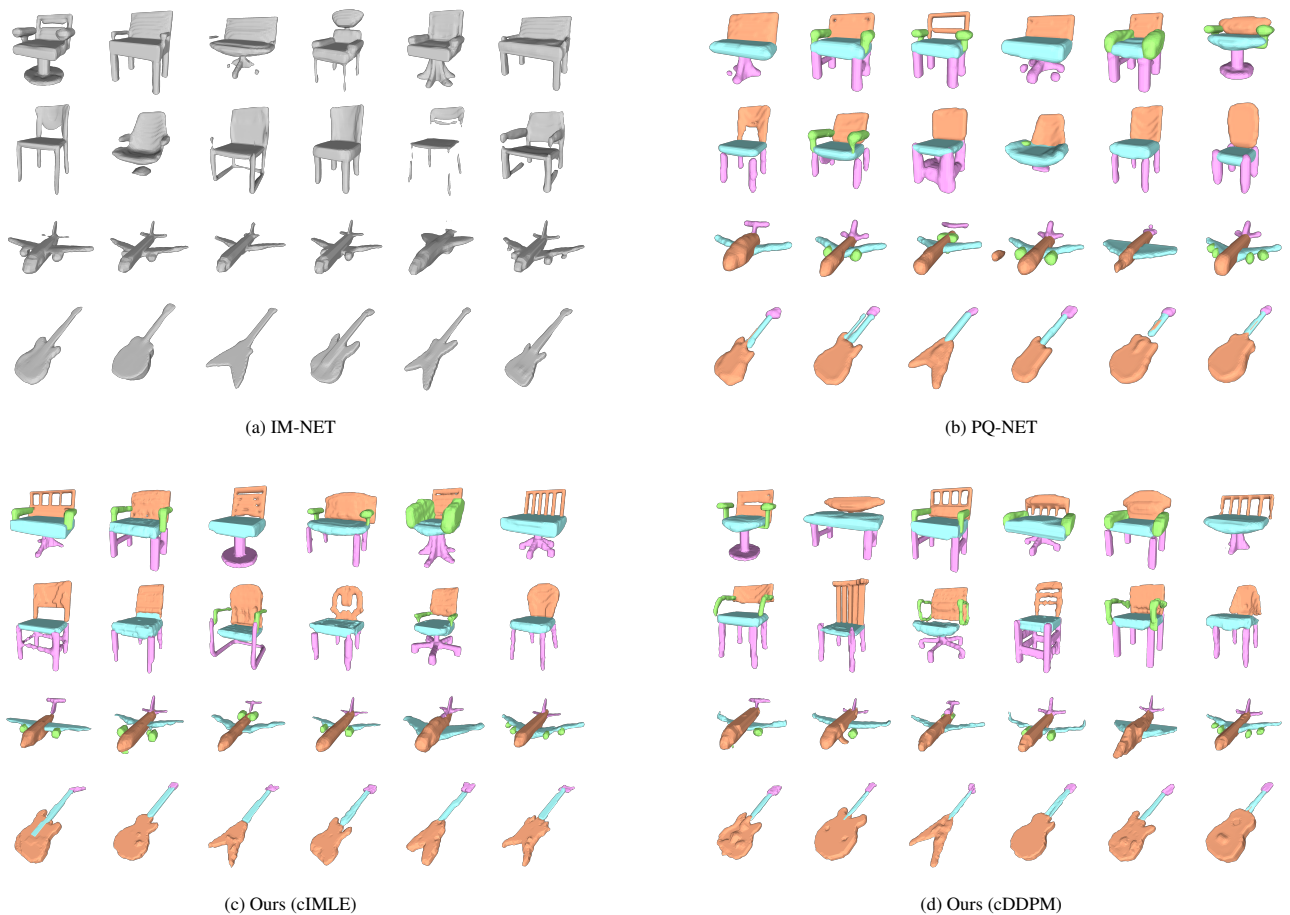 (a) IM-NET
(b) PQ-NET
(c) Ours (cIMLE)
(d) Ours (cDDPM)